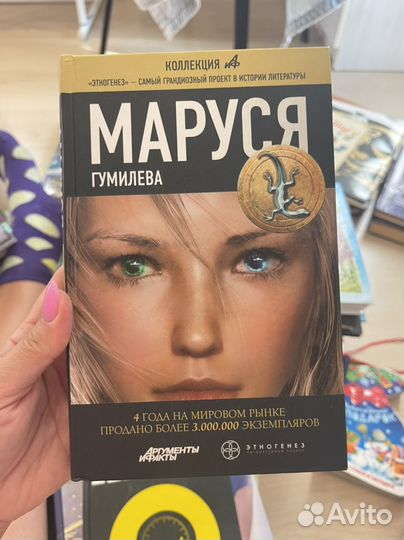 КОЛЛЕКЦИЯ АиФ
«ЭТНОГЕНЕЗ» — САМЫЙ ГРАНДИОЗНЫЙ ПРОЕКТ В ИСТОРИИ ЛИТЕРАТУРЫ
МАРУСЯ
ГУМИЛЕВА
4 ГОДА НА МИРОВОМ РЫНКЕ
ПРОДАНО БОЛЕЕ 3.000.000 ЭКЗЕМПЛЯРОВ
АРГУМЕНТЫ
И ФАКТЫ
ЭТНОГЕНЕЗ
Avito